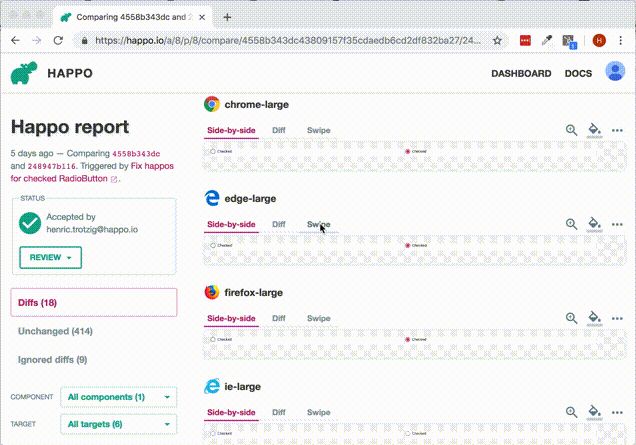 Comparing 4558b343dc and 2
https://happo.io/a/8/p/8/compare/4558b343dc43809157f35cdaedb6cd2df832ba27/24...
H
HAPPO
DASHBOARD
DOCS
Happo report
5 days ago — Comparing 4558b343dc
and 248947b116. Triggered by Fix happos
for checked RadioButton .
STATUS
Accepted by
henric.trotzig@happo.io
REVIEW
Diffs (18)
Unchanged (414)
Ignored diffs (9)
COMPONENT
All components (1)
TARGET
All targets (6)
chrome-large
Side-by-side Diff Swipe
Checked Checked
edge-large
Side-by-side Diff Swipe
Checked Checked
firefox-large
Side-by-side Diff Swipe
Checked Checked
ie-large
Side-by-side Diff Swipe
Checked Checked